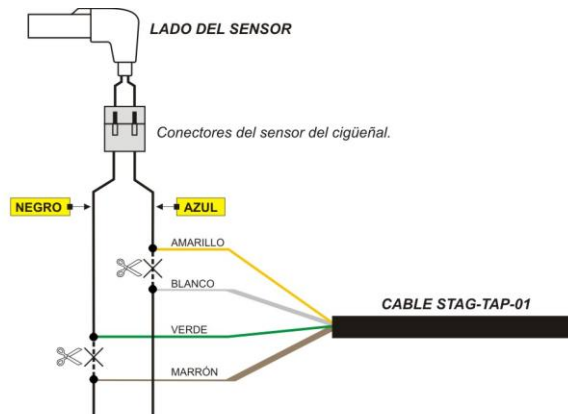 LADO DEL SENSOR
Conectores del sensor del cigüeñal.
NEGRO
AZUL
AMARILLO
BLANCO
CABLE STAG-TAP-01
VERDE
MARRÓN